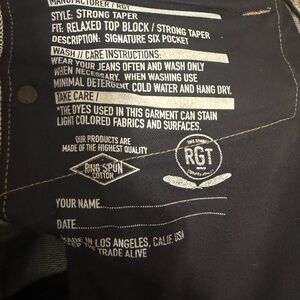 MANUFACTURER / RGT
STYLE: STRONG TAPER
FIT: RELAXED TOP BLOCK / STRONG TAPER
DESCRIPTION: SIGNATURE SIX POCKET
WASH // CARE INSTRUCTIONS:
WEAR YOUR JEANS OFTEN AND WASH ONLY
WHEN NECESSARY. WHEN WASHING USE
MINIMAL DETERGENT, COLD WATER AND HANG DRY.
TAKE CARE /
*THE DYES USED IN THIS GARMENT CAN STAIN
LIGHT COLORED FABRICS AND SURFACES.
OUR PRODUCTS ARE
MADE OF THE HIGHEST QUALITY
RING SPUN
COTTON
RGT
YOUR NAME
DATE
MADE IN LOS ANGELES, CALIF USA
TRADE ALIVE